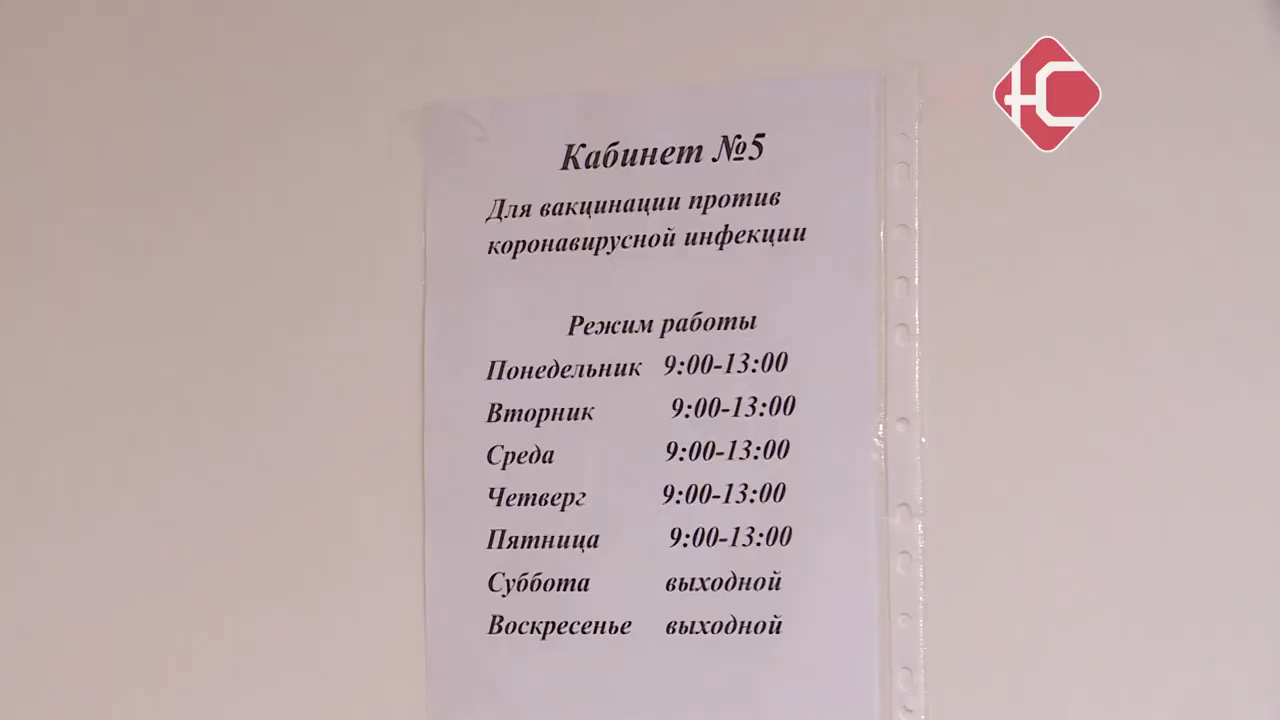 ЮС
Кабинет №5
Для вакцинации против
коронавирусной инфекции
Режим работы
Понедельник 9:00-13:00
Вторник 9:00-13:00
Среда 9:00-13:00
Четверг 9:00-13:00
Пятница 9:00-13:00
Суббота выходной
Воскресенье выходной